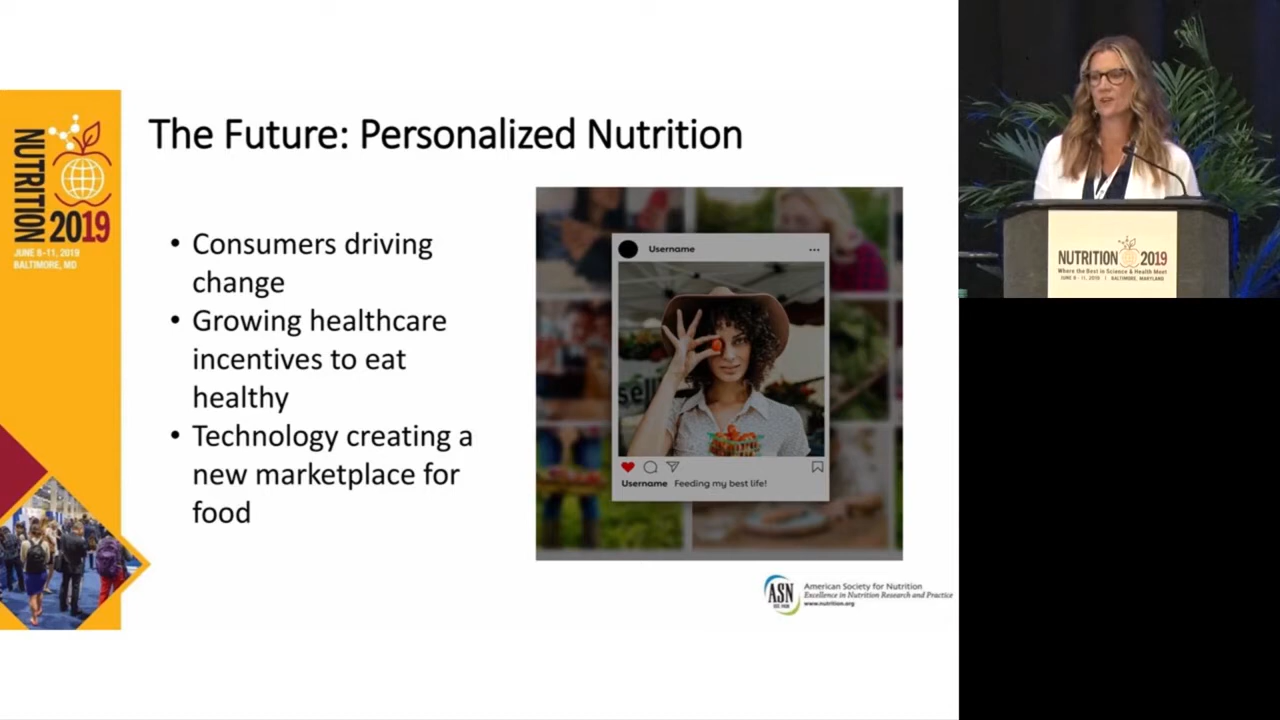 NUTRITION
2019
JUNE 8-11, 2019
BALTIMORE, MD
The Future: Personalized Nutrition
• Consumers driving
change
• Growing healthcare
incentives to eat
healthy
• Technology creating a
new marketplace for
food
Username
sell
Username Feeding my best life!
ASN
American Society for Nutrition
Excellence in Nutrition Research and Practice
www.nutrition.org
NUTRITION 2019
Where the Best in Science & Health Meet
JUNE 8 - 11, 2019 | BALTIMORE, MARYLAND